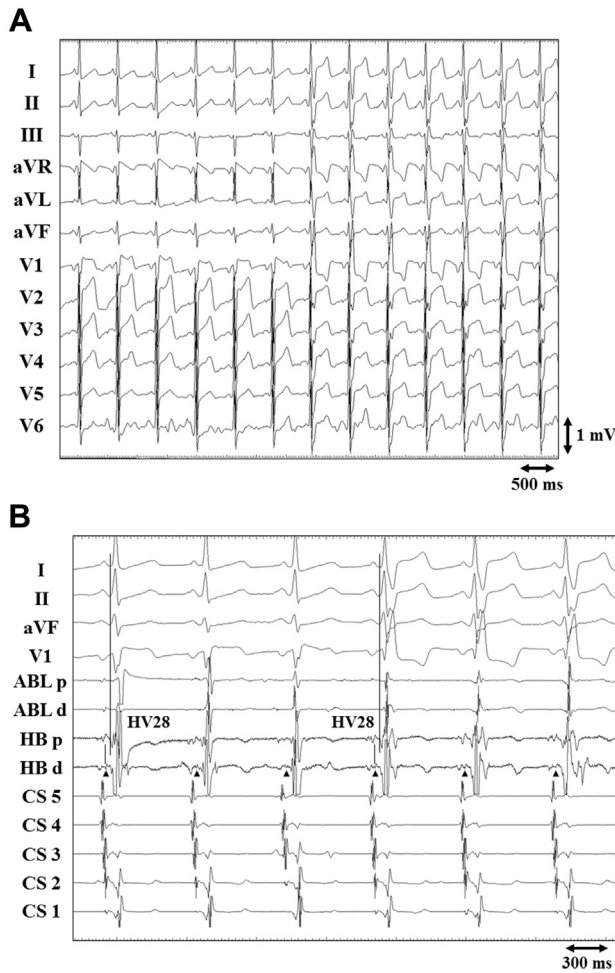 A
I
II
III
aVR
aVL
aVF
V1
V2
V3
V4
V5
V6
1 mV
500 ms
B
I
II
aVF
V1
ABL p
ABL d
HV28 HV28
HB p
HB d
CS 5
CS 4
CS 3
CS 2
CS 1
300 ms